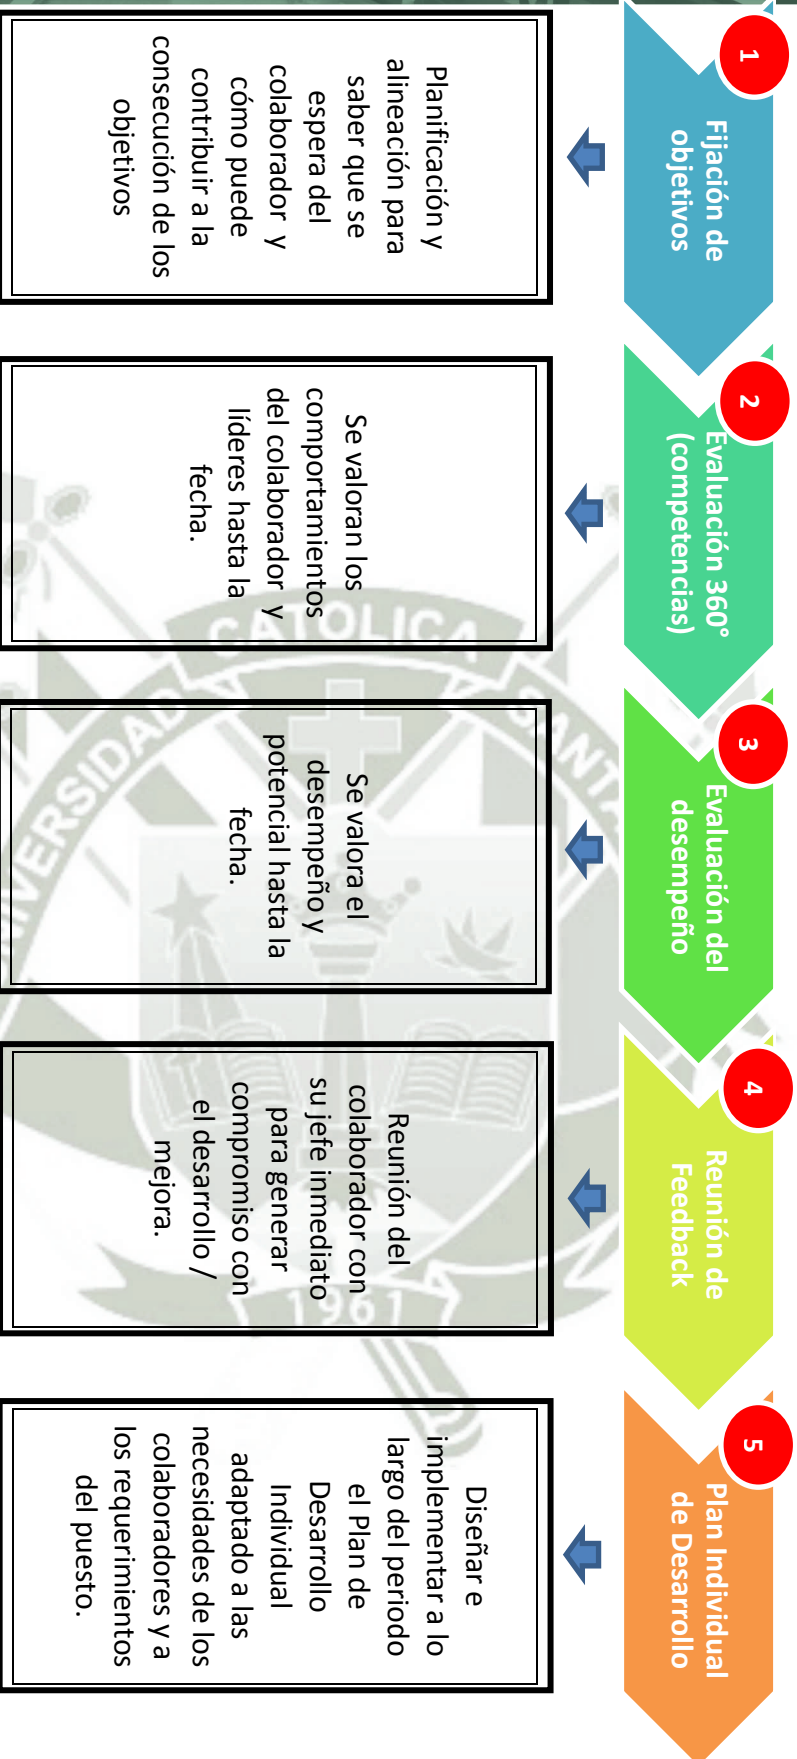 1
Fijación de
objetivos
Planificación y
alineación para
saber que se
espera del
colaborador y
cómo puede
contribuir a la
consecución de los
objetivos
2
Evaluación 360°
(competencias)
Se valoran los
comportamientos
del colaborador y
líderes hasta la
fecha.
3
Evaluación del
desempeño
Se valora el
desempeño y
potencial hasta la
fecha.
4
Reunión de
Feedback
Reunión del
colaborador con
su jefe inmediato
para generar
compromiso con
el desarrollo /
mejora.
5
Plan Individual
de Desarrollo
Diseñar e
implementar a lo
largo del periodo
el Plan de
Desarrollo
Individual
adaptado a las
necesidades de los
colaboradores y a
los requerimientos
del puesto.
UNIVERSIDAD CATOLICA SANTA
1961